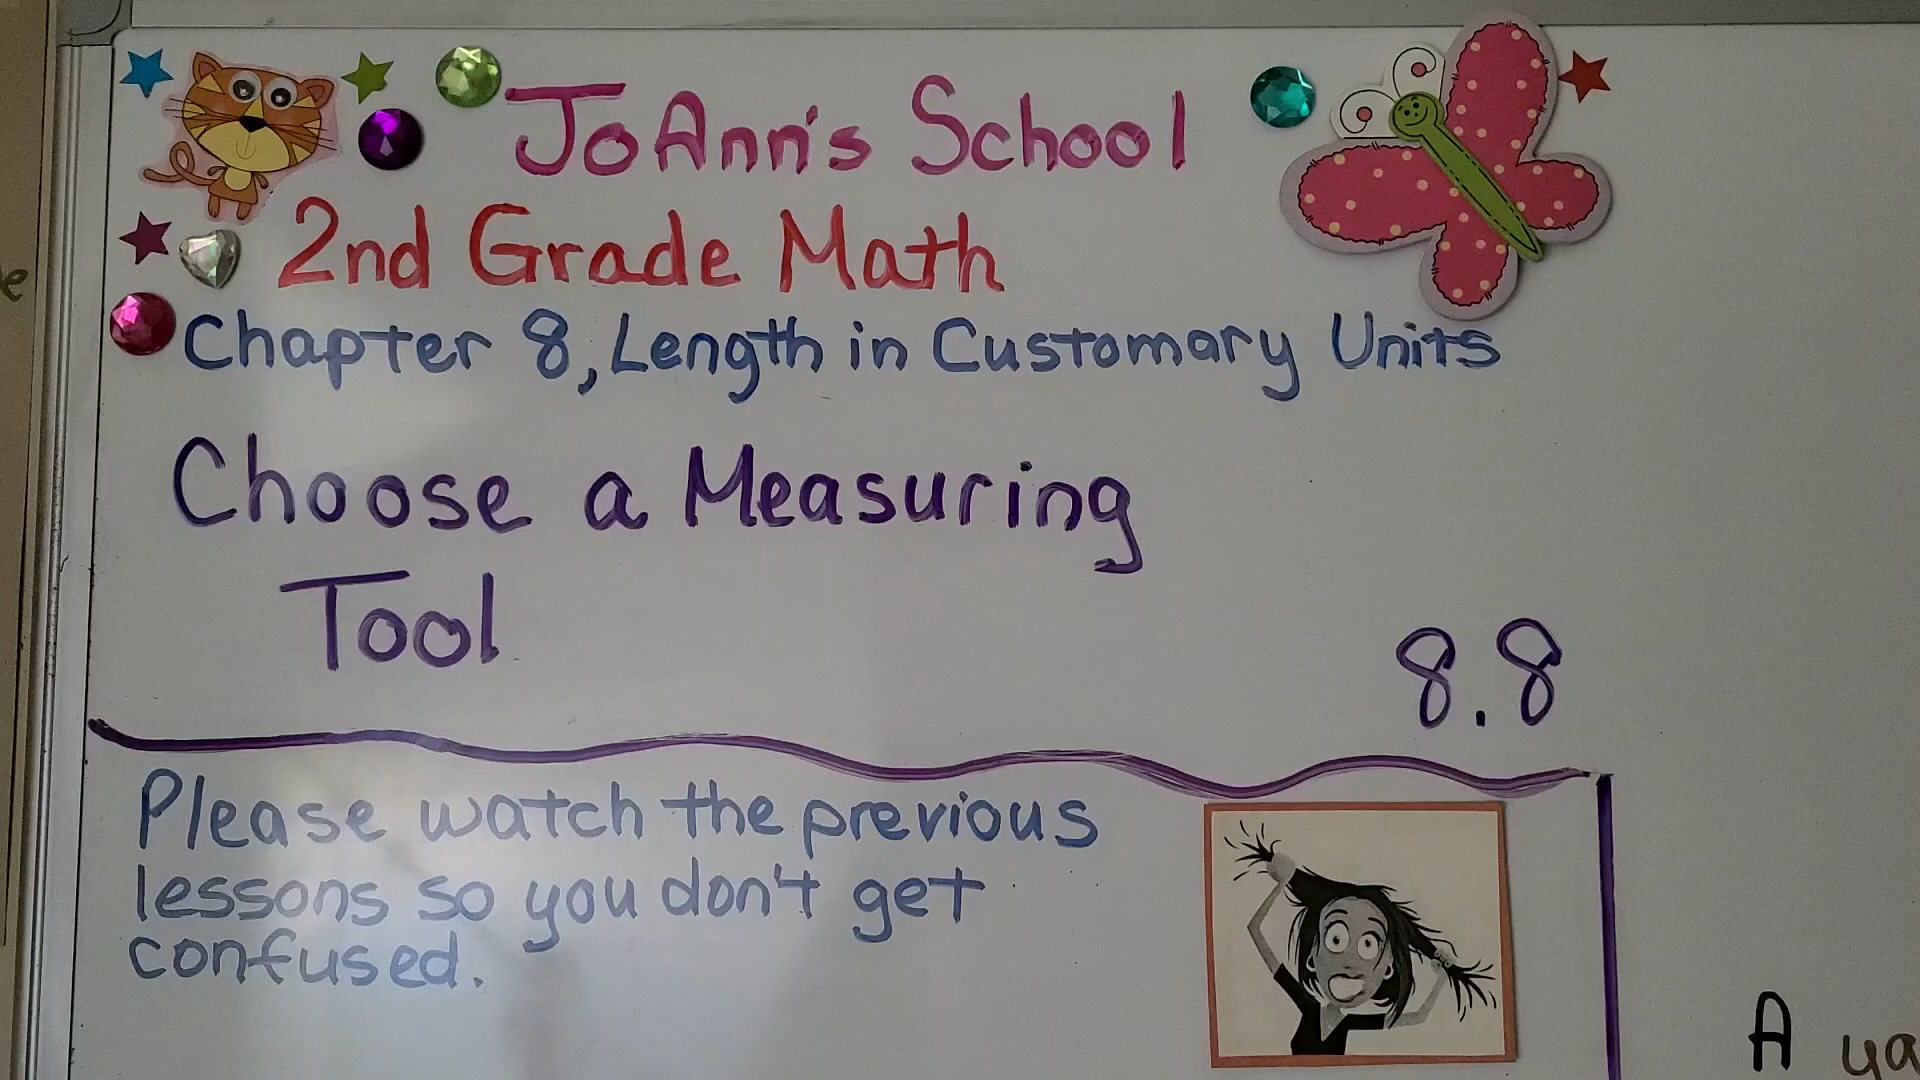 JoAnn's School
2nd Grade Math
Chapter 8, Length in Customary Units
Choose a Measuring
Tool
8.8
Please watch the previous
lessons so you don't get
confused.
A